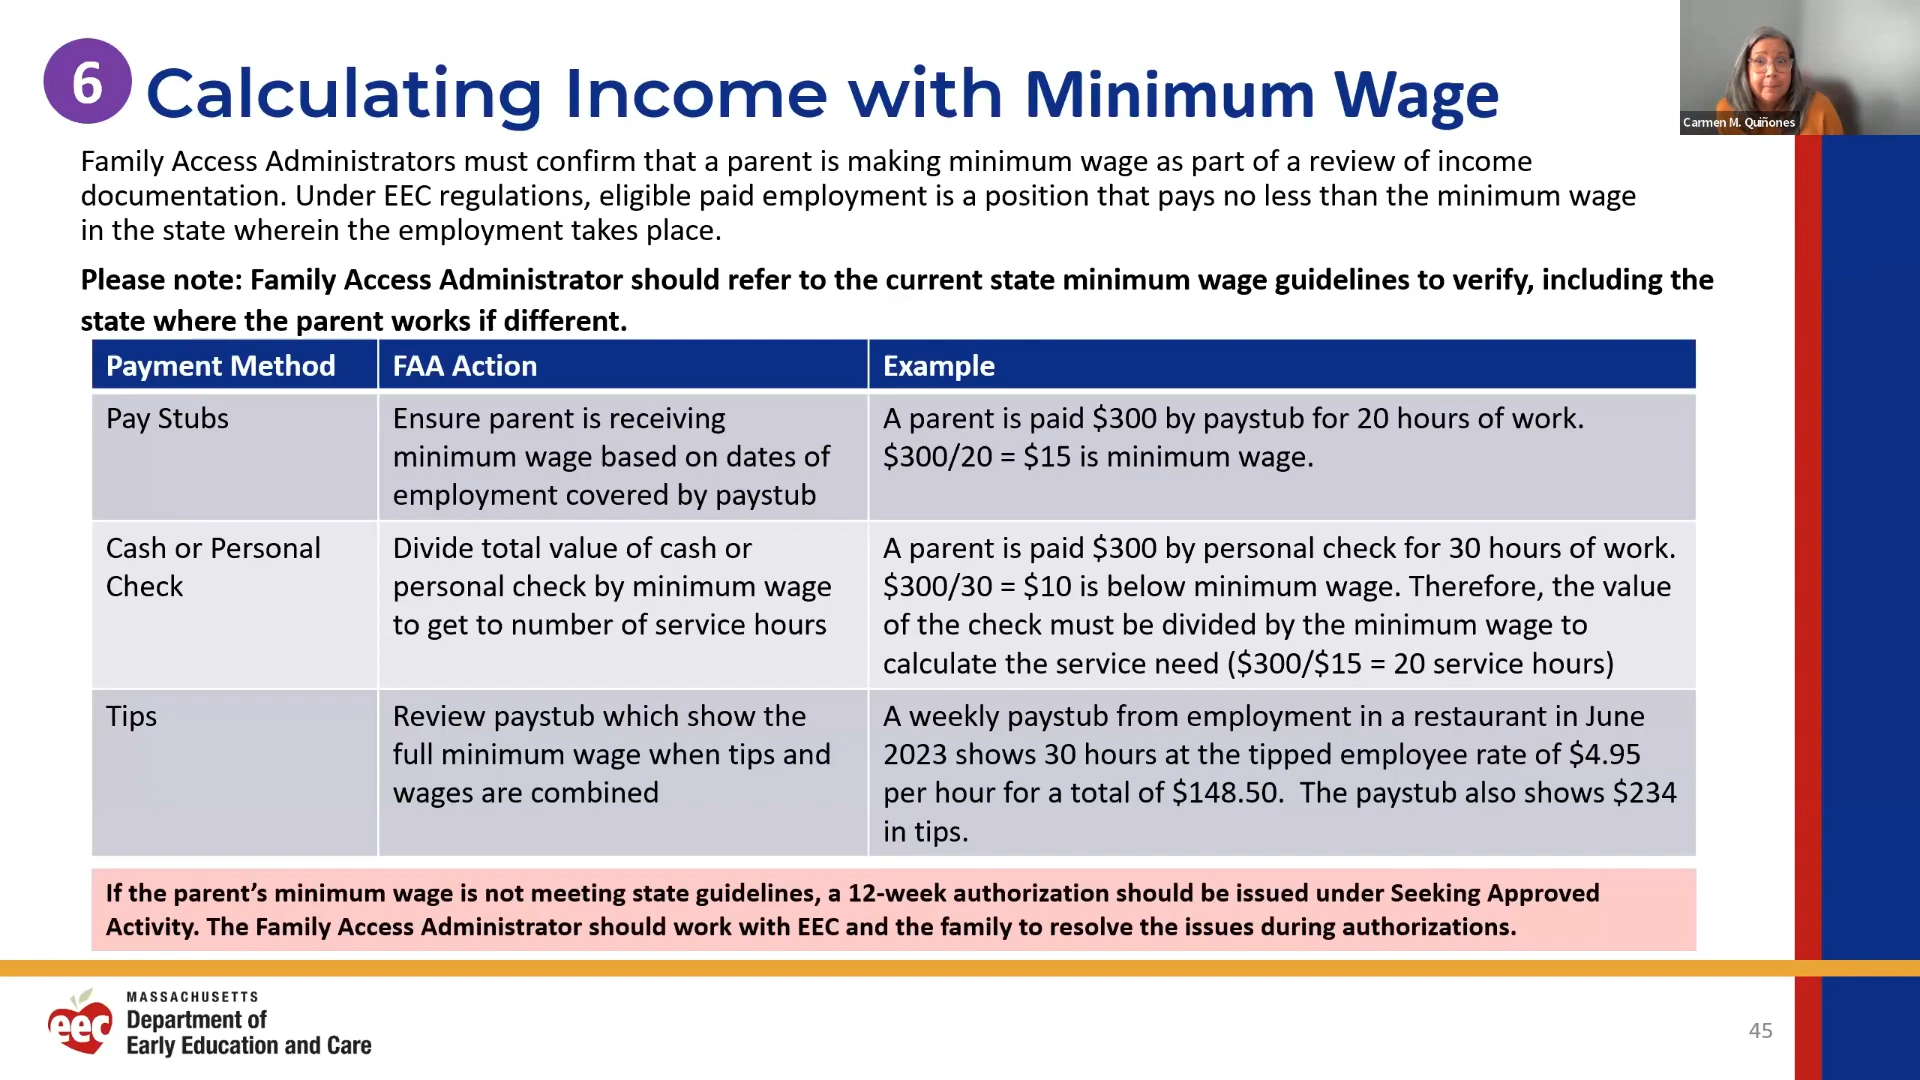 6
Calculating Income with Minimum Wage
Carmen M. Quiñones
Family Access Administrators must confirm that a parent is making minimum wage as part of a review of income
documentation. Under EEC regulations, eligible paid employment is a position that pays no less than the minimum wage
in the state wherein the employment takes place.
Please note: Family Access Administrator should refer to the current state minimum wage guidelines to verify, including the
state where the parent works if different.
Payment Method
FAA Action
Example
Pay Stubs
Ensure parent is receiving
minimum wage based on dates of
employment covered by paystub
A parent is paid $300 by paystub for 20 hours of work.
$300/20 = $15 is minimum wage.
Cash or Personal
Check
Divide total value of cash or
personal check by minimum wage
to get to number of service hours
A parent is paid $300 by personal check for 30 hours of work.
$300/30 = $10 is below minimum wage. Therefore, the value
of the check must be divided by the minimum wage to
calculate the service need ($300/$15 = 20 service hours)
Tips
Review paystub which show the
full minimum wage when tips and
wages are combined
A weekly paystub from employment in a restaurant in June
2023 shows 30 hours at the tipped employee rate of $4.95
per hour for a total of $148.50. The paystub also shows $234
in tips.
If the parent’s minimum wage is not meeting state guidelines, a 12-week authorization should be issued under Seeking Approved
Activity. The Family Access Administrator should work with EEC and the family to resolve the issues during authorizations.
eec
MASSACHUSETTS
Department of
Early Education and Care
45